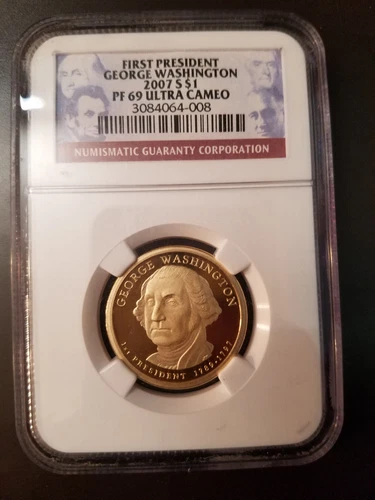 FIRST PRESIDENT
GEORGE WASHINGTON
2007 S $1
PF 69 ULTRA CAMEO
3084064-008
NUMISMATIC GUARANTY CORPORATION
GEORGE WASHINGTON
1st PRESIDENT 1789-1797